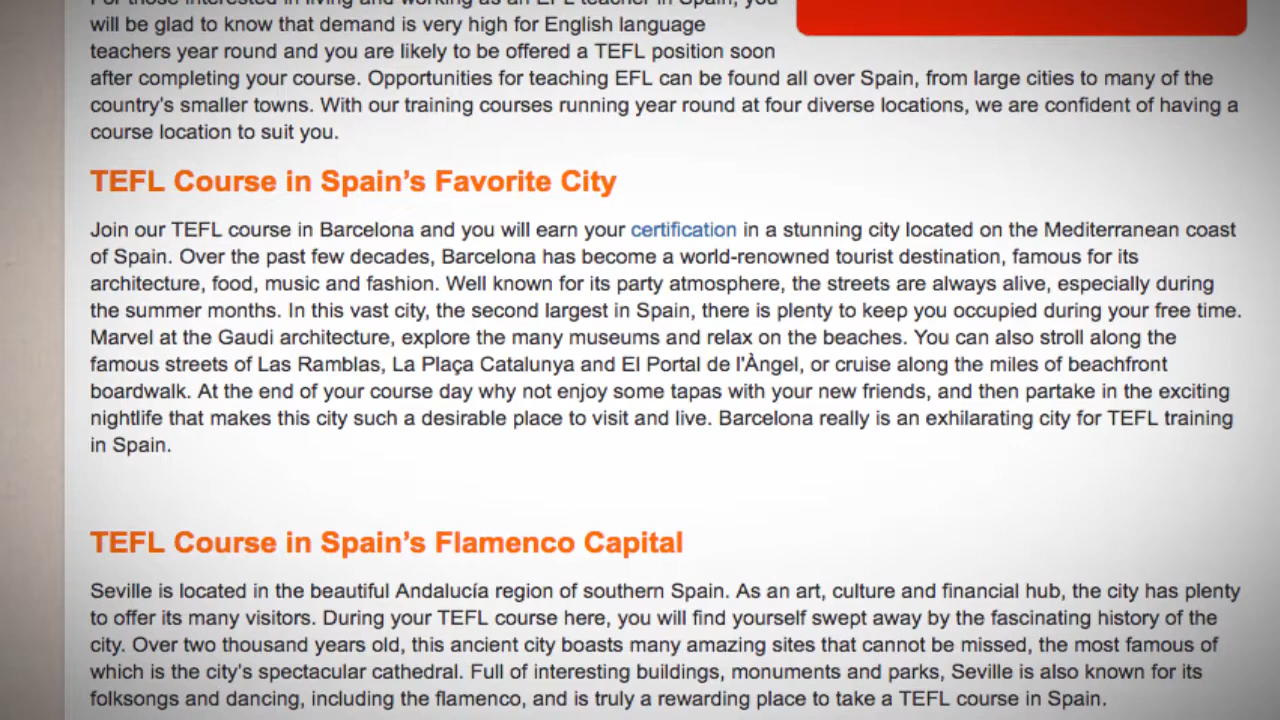 For those interested in living and working as an EFL teacher in Spain, you
will be glad to know that demand is very high for English language
teachers year round and you are likely to be offered a TEFL position soon
after completing your course. Opportunities for teaching EFL can be found all over Spain, from large cities to many of the
country's smaller towns. With our training courses running year round at four diverse locations, we are confident of having a
course location to suit you.
TEFL Course in Spain’s Favorite City
Join our TEFL course in Barcelona and you will earn your certification in a stunning city located on the Mediterranean coast
of Spain. Over the past few decades, Barcelona has become a world-renowned tourist destination, famous for its
architecture, food, music and fashion. Well known for its party atmosphere, the streets are always alive, especially during
the summer months. In this vast city, the second largest in Spain, there is plenty to keep you occupied during your free time.
Marvel at the Gaudi architecture, explore the many museums and relax on the beaches. You can also stroll along the
famous streets of Las Ramblas, La Plaça Catalunya and El Portal de l'Àngel, or cruise along the miles of beachfront
boardwalk. At the end of your course day why not enjoy some tapas with your new friends, and then partake in the exciting
nightlife that makes this city such a desirable place to visit and live. Barcelona really is an exhilarating city for TEFL training
in Spain.
TEFL Course in Spain’s Flamenco Capital
Seville is located in the beautiful Andalucía region of southern Spain. As an art, culture and financial hub, the city has plenty
to offer its many visitors. During your TEFL course here, you will find yourself swept away by the fascinating history of the
city. Over two thousand years old, this ancient city boasts many amazing sites that cannot be missed, the most famous of
which is the city's spectacular cathedral. Full of interesting buildings, monuments and parks, Seville is also known for its
folksongs and dancing, including the flamenco, and is truly a rewarding place to take a TEFL course in Spain.